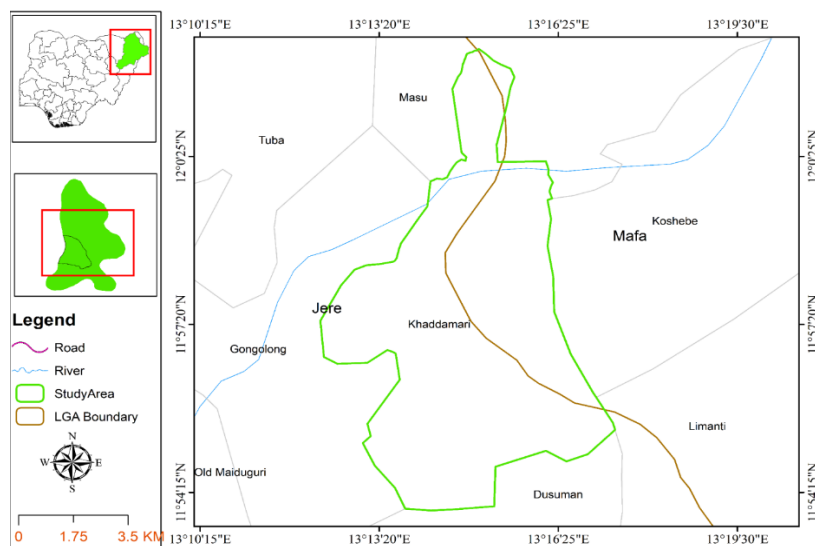 13°10'15"E 13°13'20"E 13°16'25"E 13°19'30"E
12°0'25"N
11°57'20"N
11°54'15"N
Masu
Tuba
Koshebe
Mafa
Jere
Khaddamari
Gongolong
Limanti
Old Maiduguri
Dusuman
12°0'25"N
11°57'20"N
11°54'15"N
13°10'15"E 13°13'20"E 13°16'25"E 13°19'30"E
Legend
Road
River
StudyArea
LGA Boundary
N
W E
S
0 1.75 3.5 KM